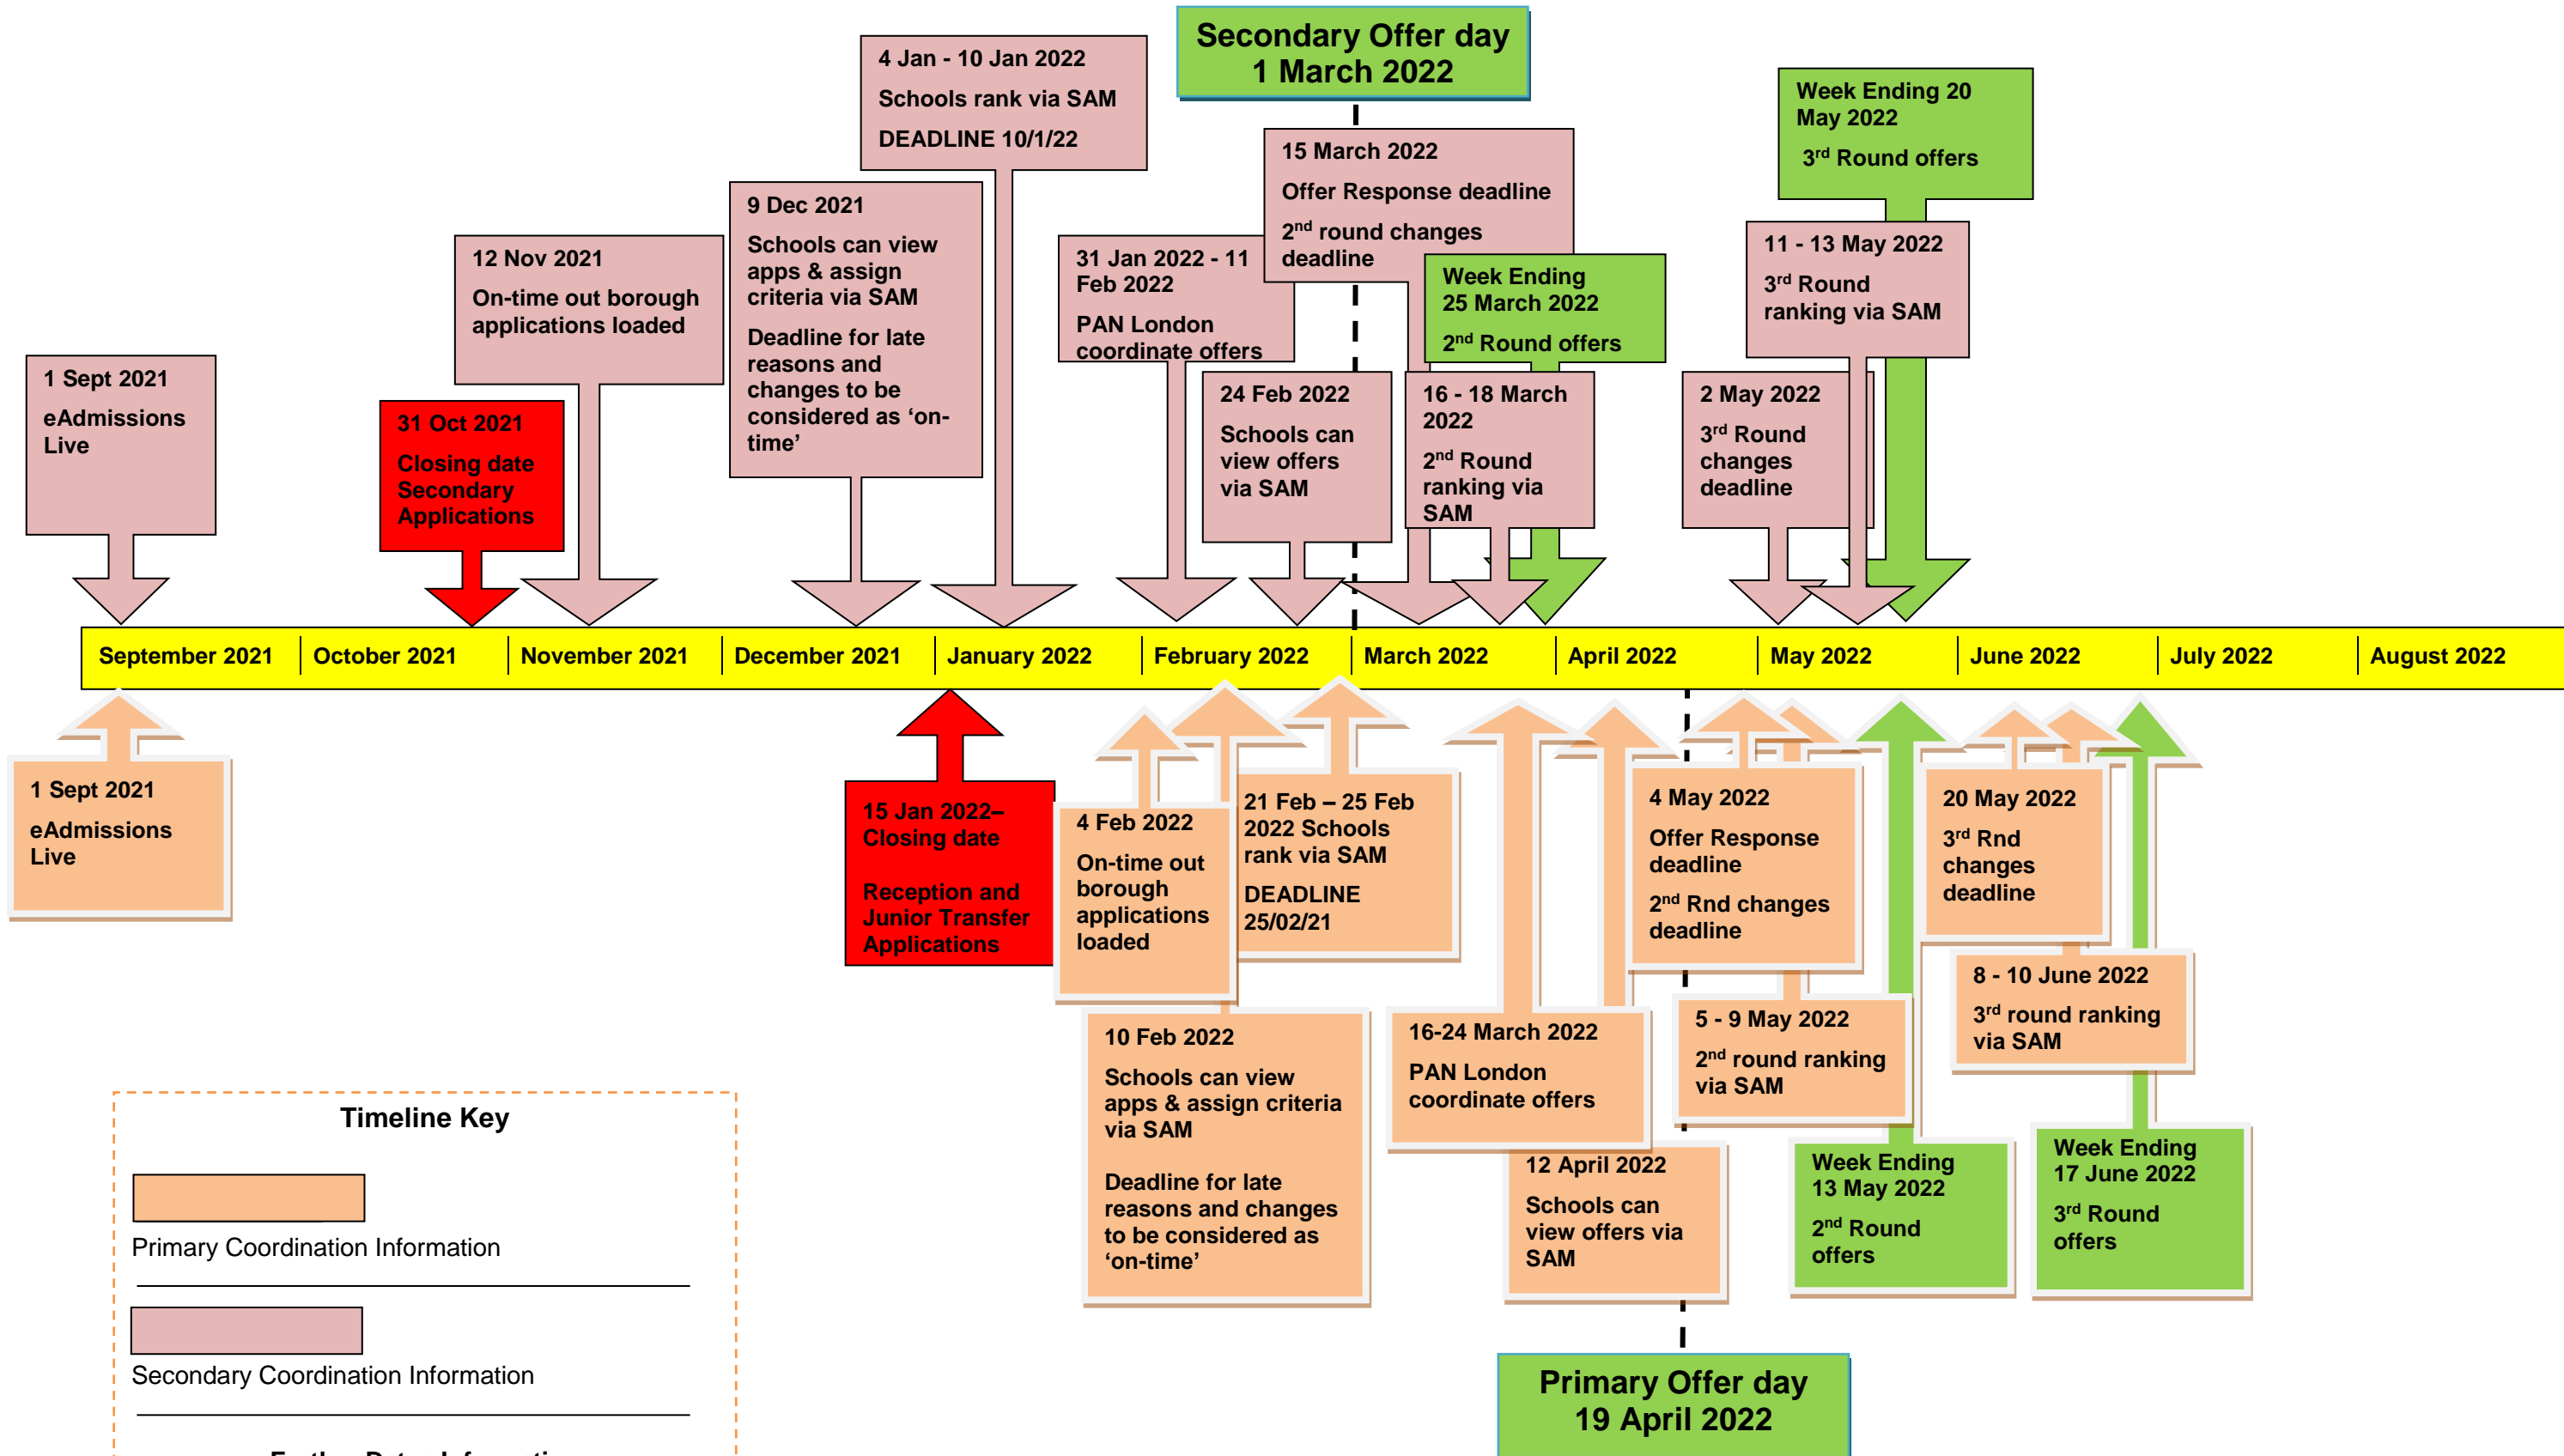 Secondary Offer day
1 March 2022
4 Jan - 10 Jan 2022
Schools rank via SAM
DEADLINE 10/1/22
Week Ending 20
May 2022
3rd Round offers
15 March 2022
Offer Response deadline
2nd round changes
deadline
9 Dec 2021
Schools can view
apps & assign
criteria via SAM
Deadline for late
reasons and
changes to be
considered as ‘on-
time’
12 Nov 2021
On-time out borough
applications loaded
31 Jan 2022 - 11
Feb 2022
PAN London
coordinate offers
Week Ending
25 March 2022
2nd Round offers
11 - 13 May 2022
3rd Round
ranking via SAM
1 Sept 2021
eAdmissions
Live
31 Oct 2021
Closing date
Secondary
Applications
24 Feb 2022
Schools can
view offers
via SAM
16 - 18 March
2022
2nd Round
ranking via
SAM
2 May 2022
3rd Round
changes
deadline
September 2021 October 2021 November 2021 December 2021 January 2022 February 2022 March 2022 April 2022 May 2022 June 2022 July 2022 August 2022
1 Sept 2021
eAdmissions
Live
15 Jan 2022–
Closing date
Reception and
Junior Transfer
Applications
4 Feb 2022
On-time out
borough
applications
loaded
21 Feb – 25 Feb
2022 Schools
rank via SAM
DEADLINE
25/02/21
4 May 2022
Offer Response
deadline
2nd Rnd changes
deadline
20 May 2022
3rd Rnd
changes
deadline
10 Feb 2022
Schools can view
apps & assign criteria
via SAM
Deadline for late
reasons and changes
to be considered as
‘on-time’
16-24 March 2022
PAN London
coordinate offers
5 - 9 May 2022
2nd round ranking
via SAM
8 - 10 June 2022
3rd round ranking
via SAM
12 April 2022
Schools can
view offers via
SAM
Week Ending
13 May 2022
2nd Round
offers
Week Ending
17 June 2022
3rd Round
offers
Timeline Key
Primary Coordination Information
Secondary Coordination Information
Primary Offer day
19 April 2022